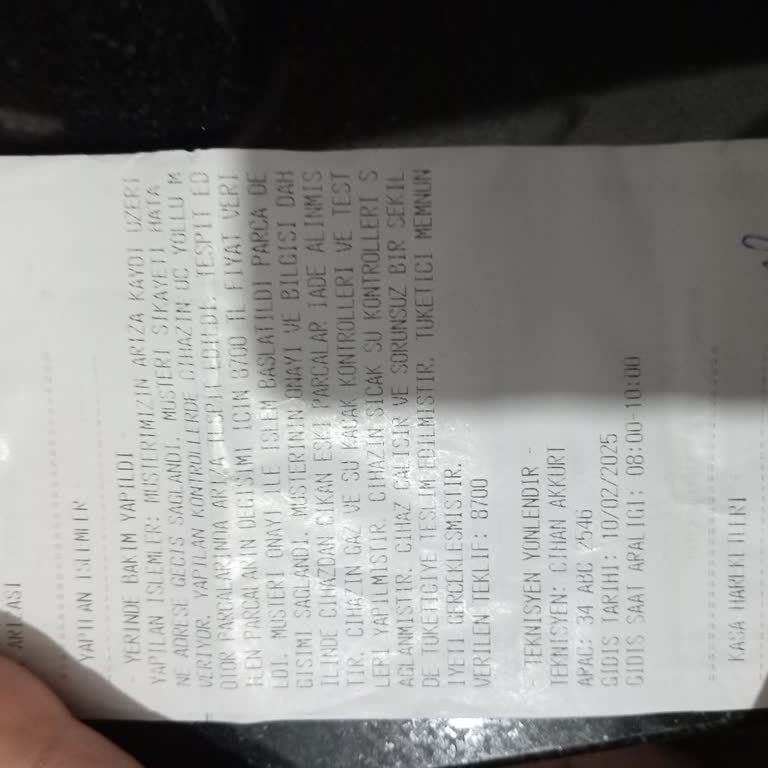 ARIZASI
YAPILAN ISLEMLER
- YERINDE BAKIM YAPILDI -
YAPILAN ISLEMLER: MUSTERIMIZIN ARIZA KAYDI UZERI
NE ADRESE GECIS SAGLANDI. MUSTERI SIKAYETI HATA
VERIYOR. YAPILAN KONTROLLERDE CIHAZIN UC YOLLU M
OTOR PARCALARINDA ARIZA TESPIT EDILDI. TESPIT ED
ILEN PARCALARIN DEGISIMI ICIN 8700 TL FIYAT VERI
LDI. MUSTERI ONAYI ILE ISLEM BASLATILDI PARCA DE
GISIMI SAGLANDI. MUSTERININ ONAYI VE BILGISI DAH
ILINDE CIHAZDAN CIKAN ESKI PARCALAR IADE ALINMIS
TIR. CIHAZIN GAZ VE SU KACAK KONTROLLERI VE TEST
LERI YAPILMISTIR. CIHAZIN SICAK SU KONTROLLERI S
AGLANMISTIR. CIHAZ CALISIR VE SORUNSUZ BIR SEKIL
DE TUKETICIYE TESLIM EDILMISTIR. TUKETICI MEMNUN
IYETI GERCEKLESMISTIR.
VERILEN TEKLIF: 8700
- TEKNISYEN YONLENDIR -
TEKNISYEN: CIHAN AKKURT
ARAC: 34 ABC 2546
GIDIS TARIHI: 10/02/2025
GIDIS SAAT ARALIGI: 08:00-10:00
KASA HAREKETLERI